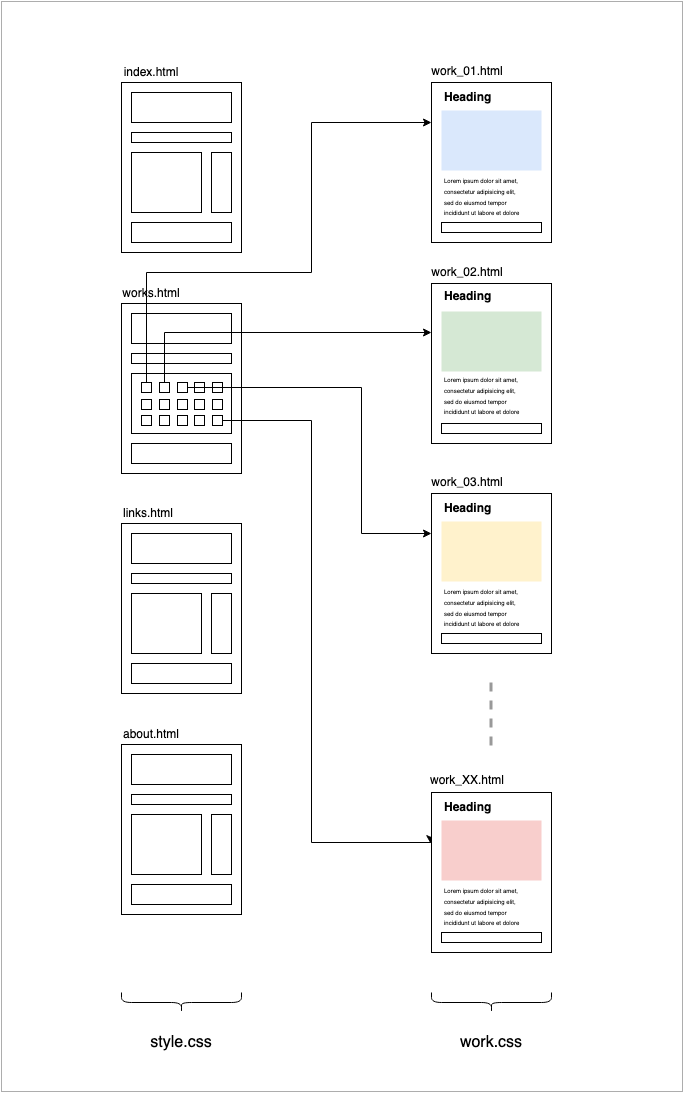 index.html
works.html
links.html
about.html
style.css
work_01.html
Heading
Lorem ipsum dolor sit amet,
consectetur adipisicing elit,
sed do eiusmod tempor
incididunt ut labore et dolore
work_02.html
Heading
Lorem ipsum dolor sit amet,
consectetur adipisicing elit,
sed do eiusmod tempor
incididunt ut labore et dolore
work_03.html
Heading
Lorem ipsum dolor sit amet,
consectetur adipisicing elit,
sed do eiusmod tempor
incididunt ut labore et dolore
work_XX.html
Heading
Lorem ipsum dolor sit amet,
consectetur adipisicing elit,
sed do eiusmod tempor
incididunt ut labore et dolore
work.css